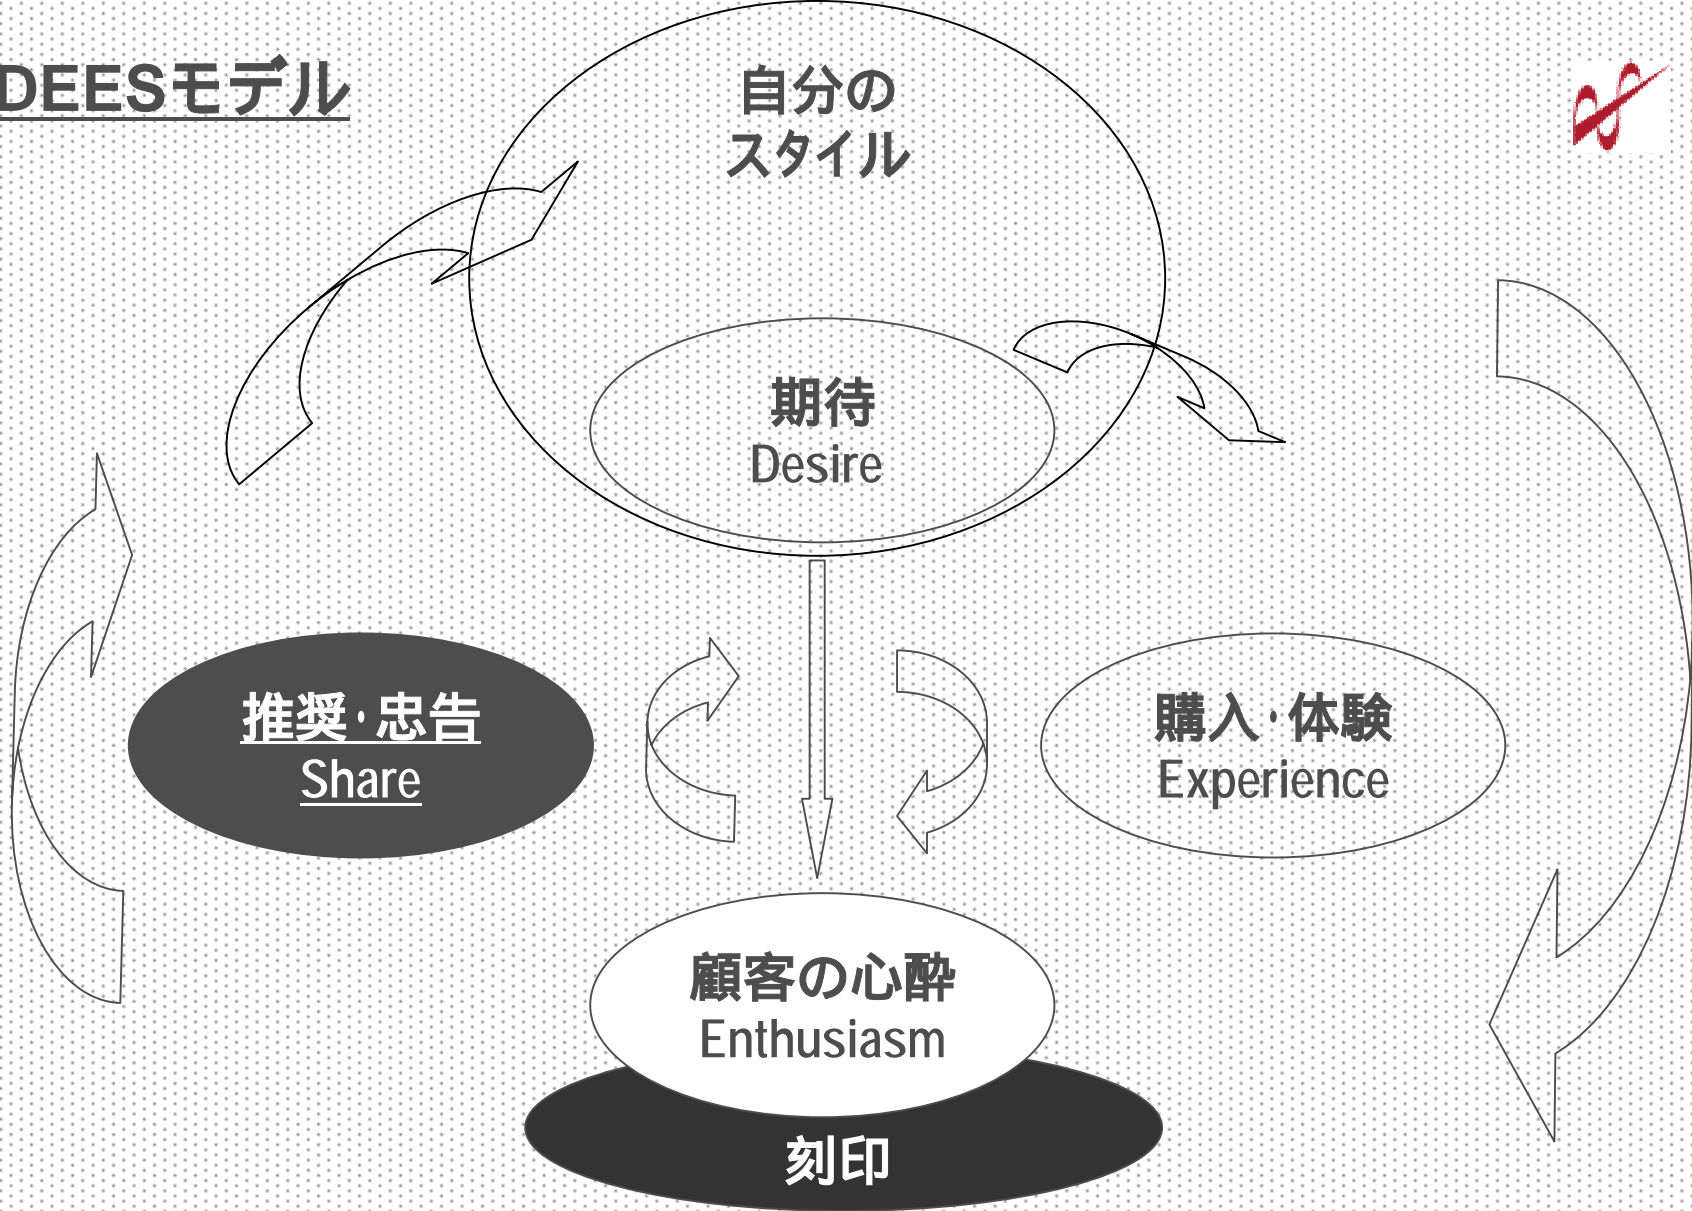 DEESモデル
自分の
スタイル
期待
Desire
推奨・忠告
Share
購入・体験
Experience
顧客の心酔
Enthusiasm
刻印